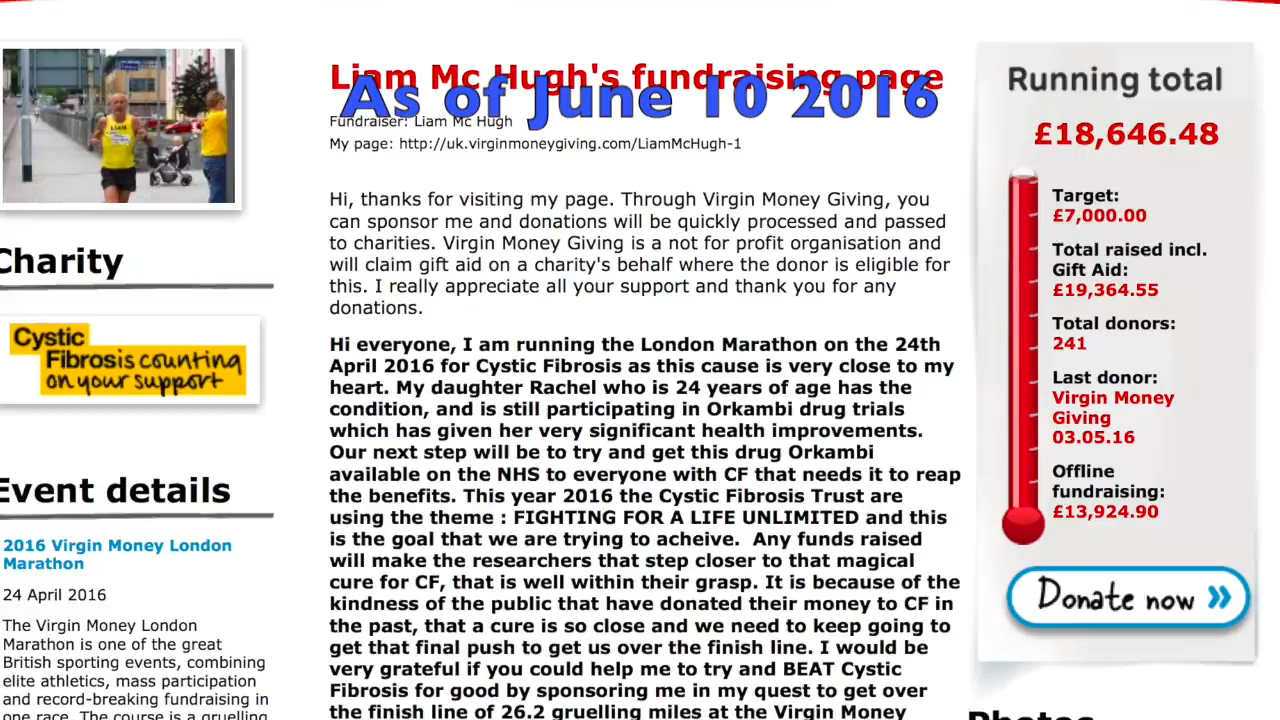 Liam Mc Hugh's fundraising page
As of June 10 2016
Fundraiser: Liam Mc Hugh
My page: http://uk.virginmoneygiving.com/LiamMcHugh-1
Hi, thanks for visiting my page. Through Virgin Money Giving, you
can sponsor me and donations will be quickly processed and passed
to charities. Virgin Money Giving is a not for profit organisation and
will claim gift aid on a charity's behalf where the donor is eligible for
this. I really appreciate all your support and thank you for any
donations.
Hi everyone, I am running the London Marathon on the 24th
April 2016 for Cystic Fibrosis as this cause is very close to my
heart. My daughter Rachel who is 24 years of age has the
condition, and is still participating in Orkambi drug trials
which has given her very significant health improvements.
Our next step will be to try and get this drug Orkambi
available on the NHS to everyone with CF that needs it to reap
the benefits. This year 2016 the Cystic Fibrosis Trust are
using the theme : FIGHTING FOR A LIFE UNLIMITED and this
is the goal that we are trying to acheive.  Any funds raised
will make the researchers that step closer to that magical
cure for CF, that is well within their grasp. It is because of the
kindness of the public that have donated their money to CF in
the past, that a cure is so close and we need to keep going to
get that final push to get us over the finish line. I would be
very grateful if you could help me to try and BEAT Cystic
Fibrosis for good by sponsoring me in my quest to get over
the finish line of 26.2 gruelling miles at the Virgin Money
LIAM
Charity
Cystic
Fibrosis counting
on your support
Event details
2016 Virgin Money London
Marathon
24 April 2016
The Virgin Money London
Marathon is one of the great
British sporting events, combining
elite athletics, mass participation
and record-breaking fundraising in
one race. The course is a gruelling
Running total
£18,646.48
Target:
£7,000.00
Total raised incl.
Gift Aid:
£19,364.55
Total donors:
241
Last donor:
Virgin Money
Giving
03.05.16
Offline
fundraising:
£13,924.90
Donate now »
Photos